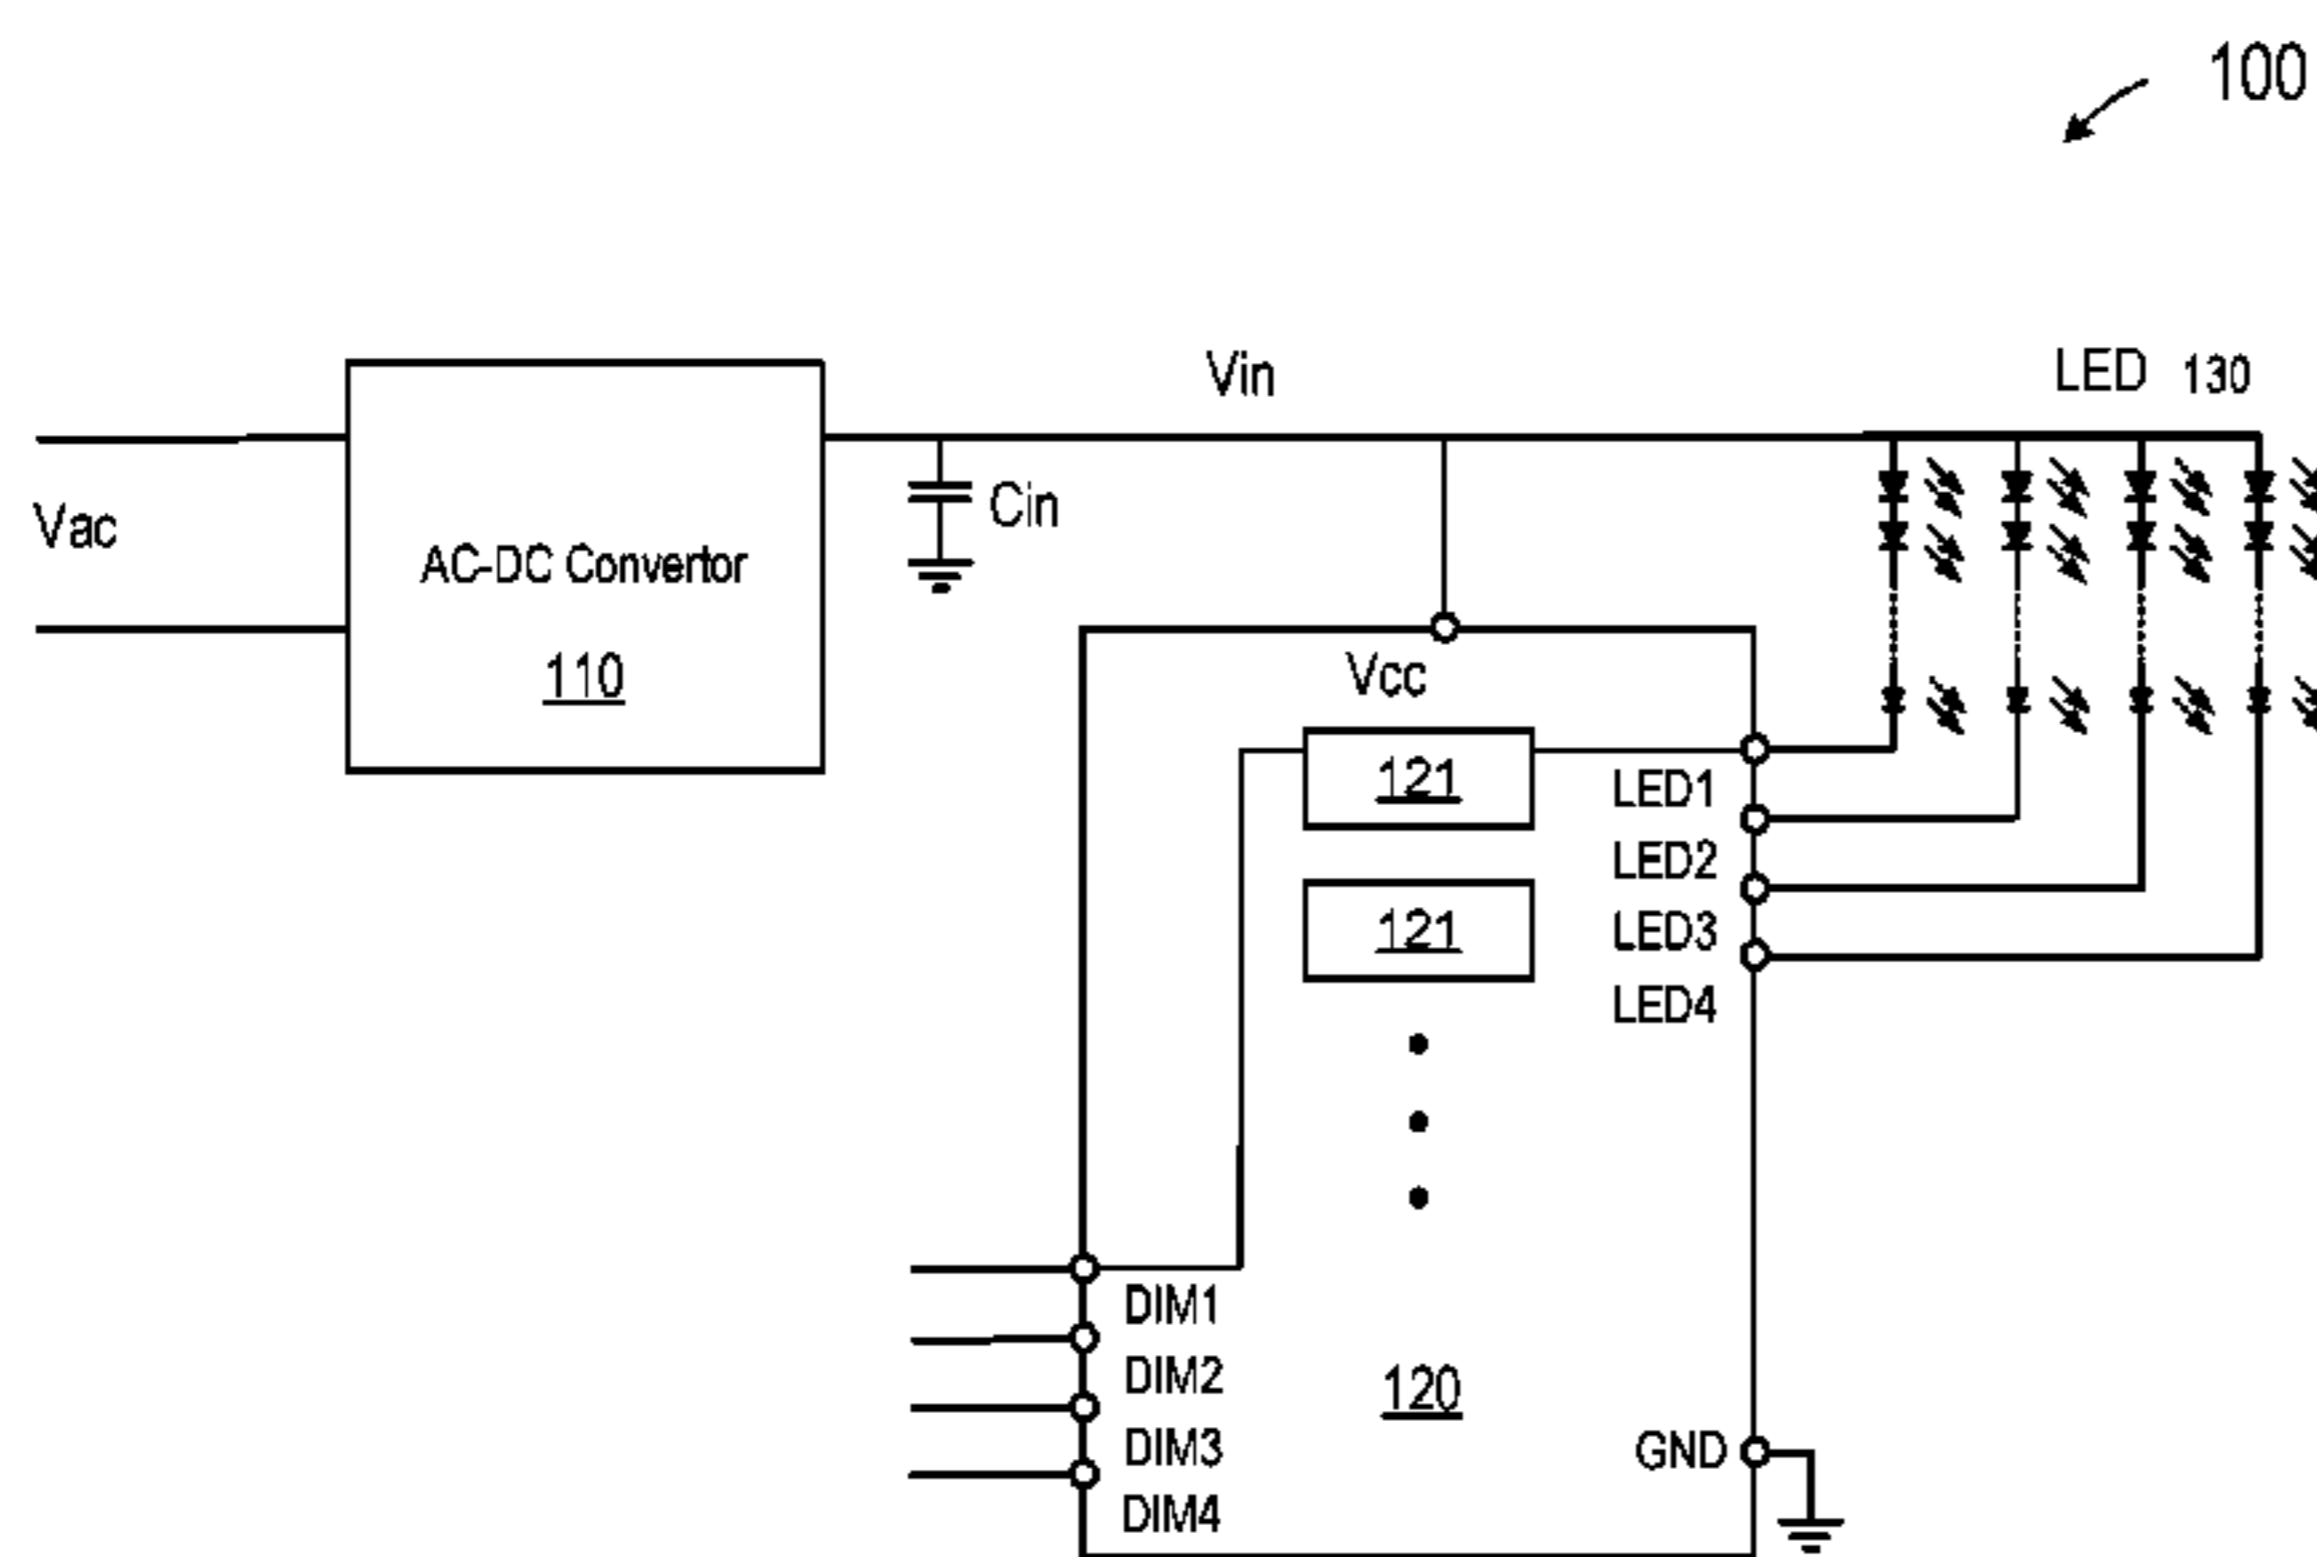 100
Vin
LED 130
Vac
Cin
AC-DC Convertor
110
Vcc
121
LED1
LED2
121
LED3
LED4
DIM1
DIM2
120
DIM3
GND
DIM4